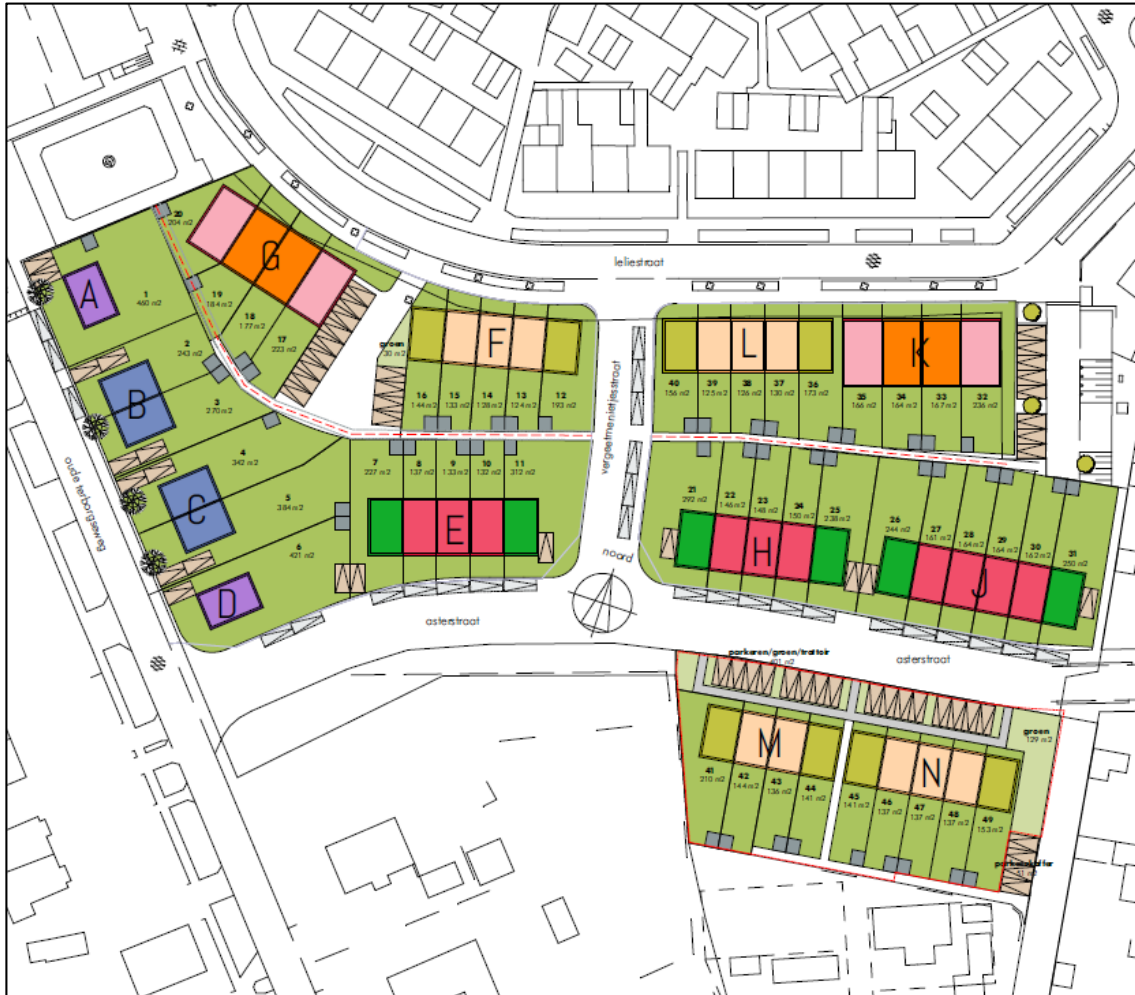 leliestraat
20
204 m2
G
A
1
460 m2
19
184 m2
18
177 m2
17
223 m2
groen
30 m2
F
16
144 m2
15
133 m2
14
128 m2
13
124 m2
12
193 m2
vergeetmenietjesstraat
L
K
40
156 m2
39
125 m2
38
126 m2
37
130 m2
36
173 m2
35
166 m2
34
164 m2
33
167 m2
32
236 m2
2
243 m2
B
3
270 m2
4
342 m2
C
5
384 m2
6
421 m2
D
oude terborgseweg
7
227 m2
8
137 m2
9
133 m2
10
132 m2
11
312 m2
E
noord
21
292 m2
22
146 m2
23
148 m2
24
150 m2
25
238 m2
H
26
244 m2
27
161 m2
28
164 m2
29
164 m2
30
162 m2
31
250 m2
J
asterstraat
asterstraat
parkeren/groen/trottoir
groen
129 m2
M
N
41
210 m2
42
144 m2
43
136 m2
44
141 m2
45
141 m2
46
137 m2
47
137 m2
48
137 m2
49
153 m2